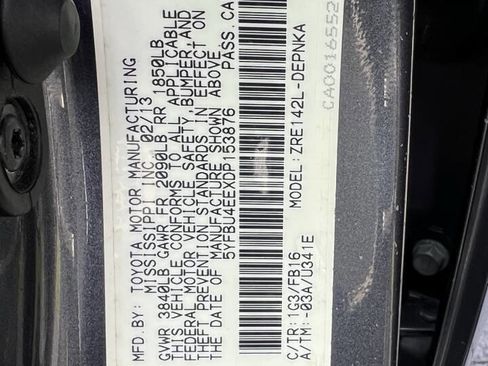 MFD BY: TOYOTA MOTOR MANUFACTURING
MISSISSIPPI INC. 02/13
GVWR 3840LB GAWR FR 2090LB RR 1850LB
THIS VEHICLE CONFORMS TO ALL APPLICABLE
FEDERAL MOTOR VEHICLE SAFETY, BUMPER, AND
THEFT PREVENTION STANDARDS IN EFFECT ON
THE DATE OF MANUFACTURE SHOWN ABOVE.
5YFBU4EEXDP153876 PASS.CA
C/TR:1G3/FB16
A/TM:-03A/U341E
MODEL: ZRE142L-DEPNKA
CA0016552